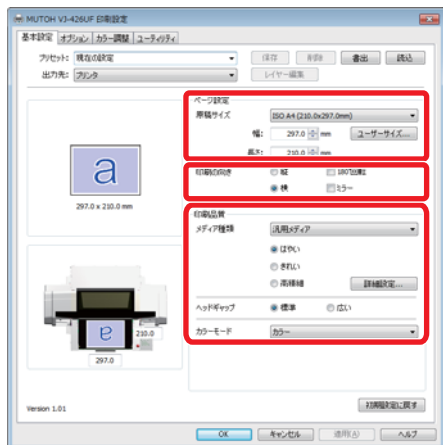 MUTOH VJ-426UF 印刷設定
基本設定 オプション カラー調整 ユーティリティ
プリセット: 現在の設定 保存 削除 書出 読込
出力先: プリンタ レイヤー編集
ページ設定
原稿サイズ ISO A4 (210.0x297.0mm)
幅: 297.0 mm ユーザーサイズ...
長さ: 210.0 mm
印刷の向き 縦 180°回転
横 ミラー
a
297.0 x 210.0 mm
印刷品質
メディア種類 汎用メディア
はやい
きれい
高精細 詳細設定...
ヘッドギャップ 標準 広い
カラーモード カラー
a
210.0
297.0
Version 1.01 初期設定に戻す
OK キャンセル 適用(A) ヘルプ